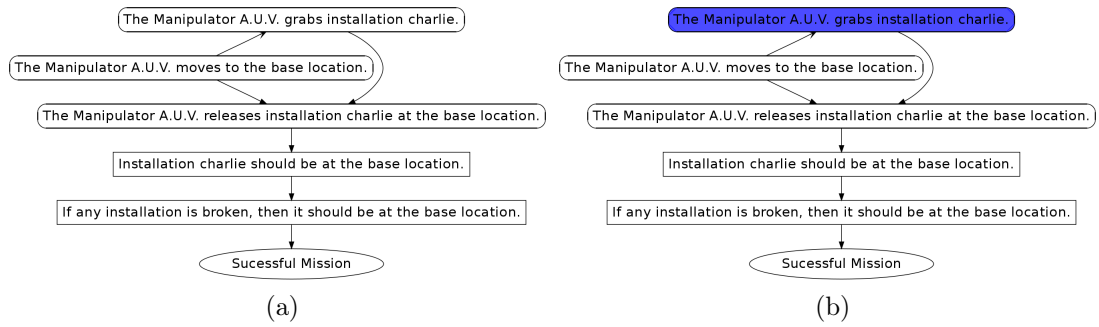 The Manipulator A.U.V. grabs installation charlie.
The Manipulator A.U.V. moves to the base location.
The Manipulator A.U.V. releases installation charlie at the base location.
Installation charlie should be at the base location.
If any installation is broken, then it should be at the base location.
Sucessful Mission
(a)
The Manipulator A.U.V. grabs installation charlie.
The Manipulator A.U.V. moves to the base location.
The Manipulator A.U.V. releases installation charlie at the base location.
Installation charlie should be at the base location.
If any installation is broken, then it should be at the base location.
Sucessful Mission
(b)